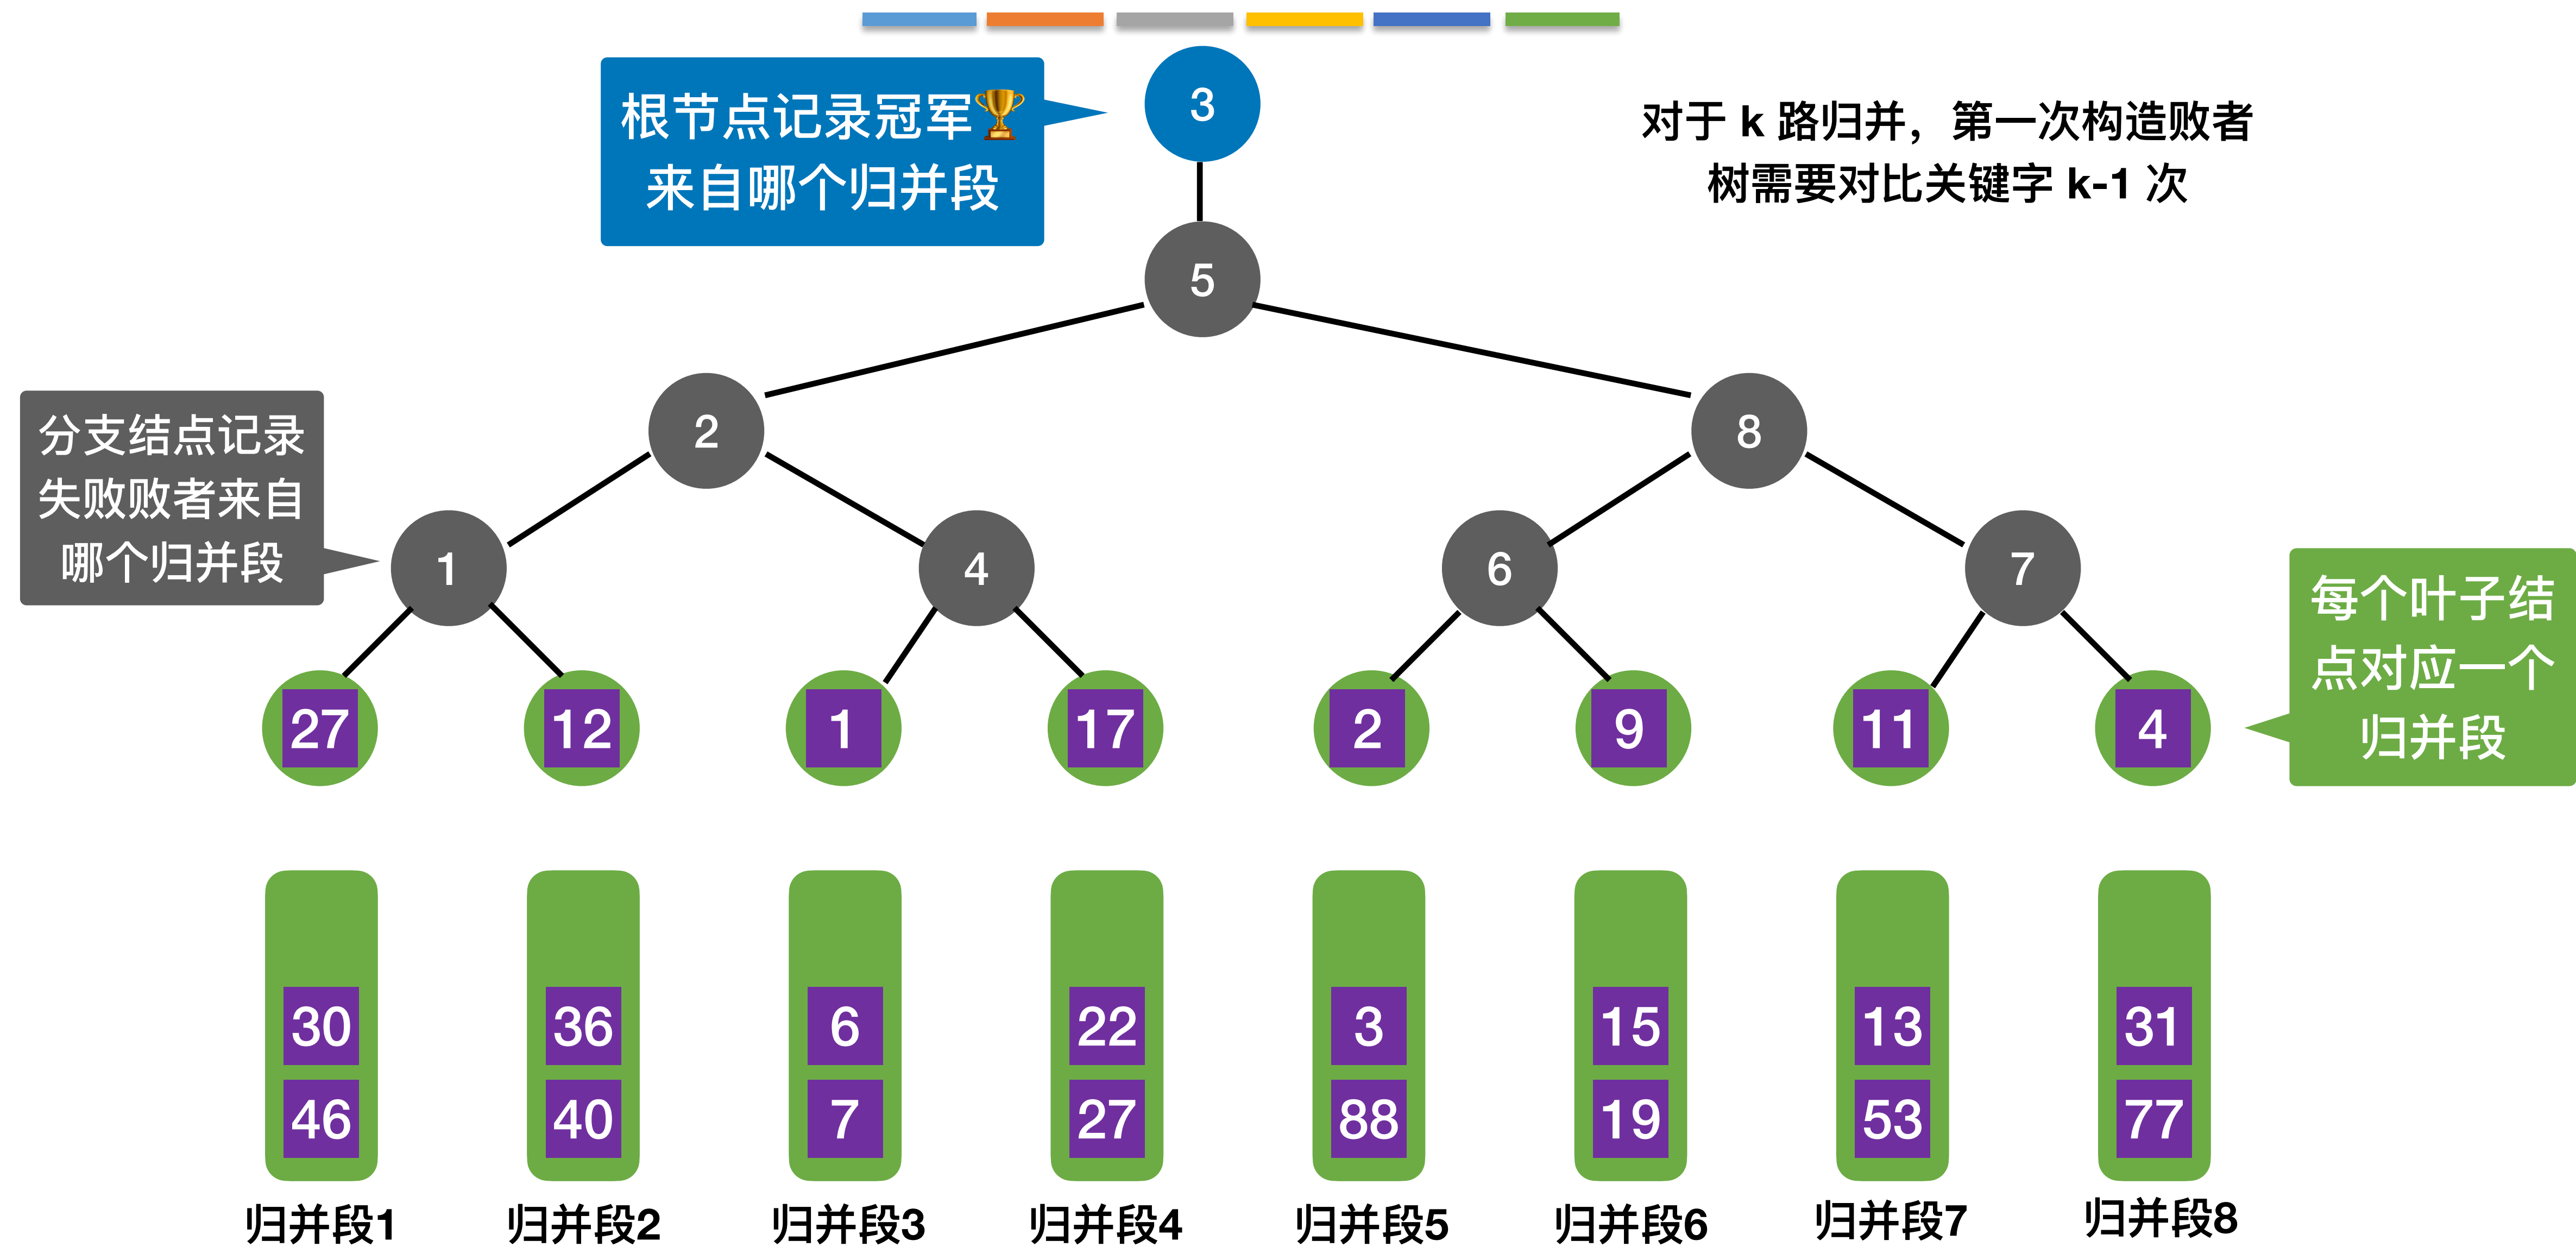 3
根节点记录冠军🏆
来自哪个归并段
对于 k 路归并，第一次构造败者
树需要对比关键字 k-1 次
5
2
8
分支结点记录
失败败者来自
哪个归并段
1
4
6
7
每个叶子结
点对应一个
归并段
27 12 1 17 2 9 11 4
30 36 6 22 3 15 13 31
46 40 7 27 88 19 53 77
归并段1 归并段2 归并段3 归并段4 归并段5 归并段6 归并段7 归并段8